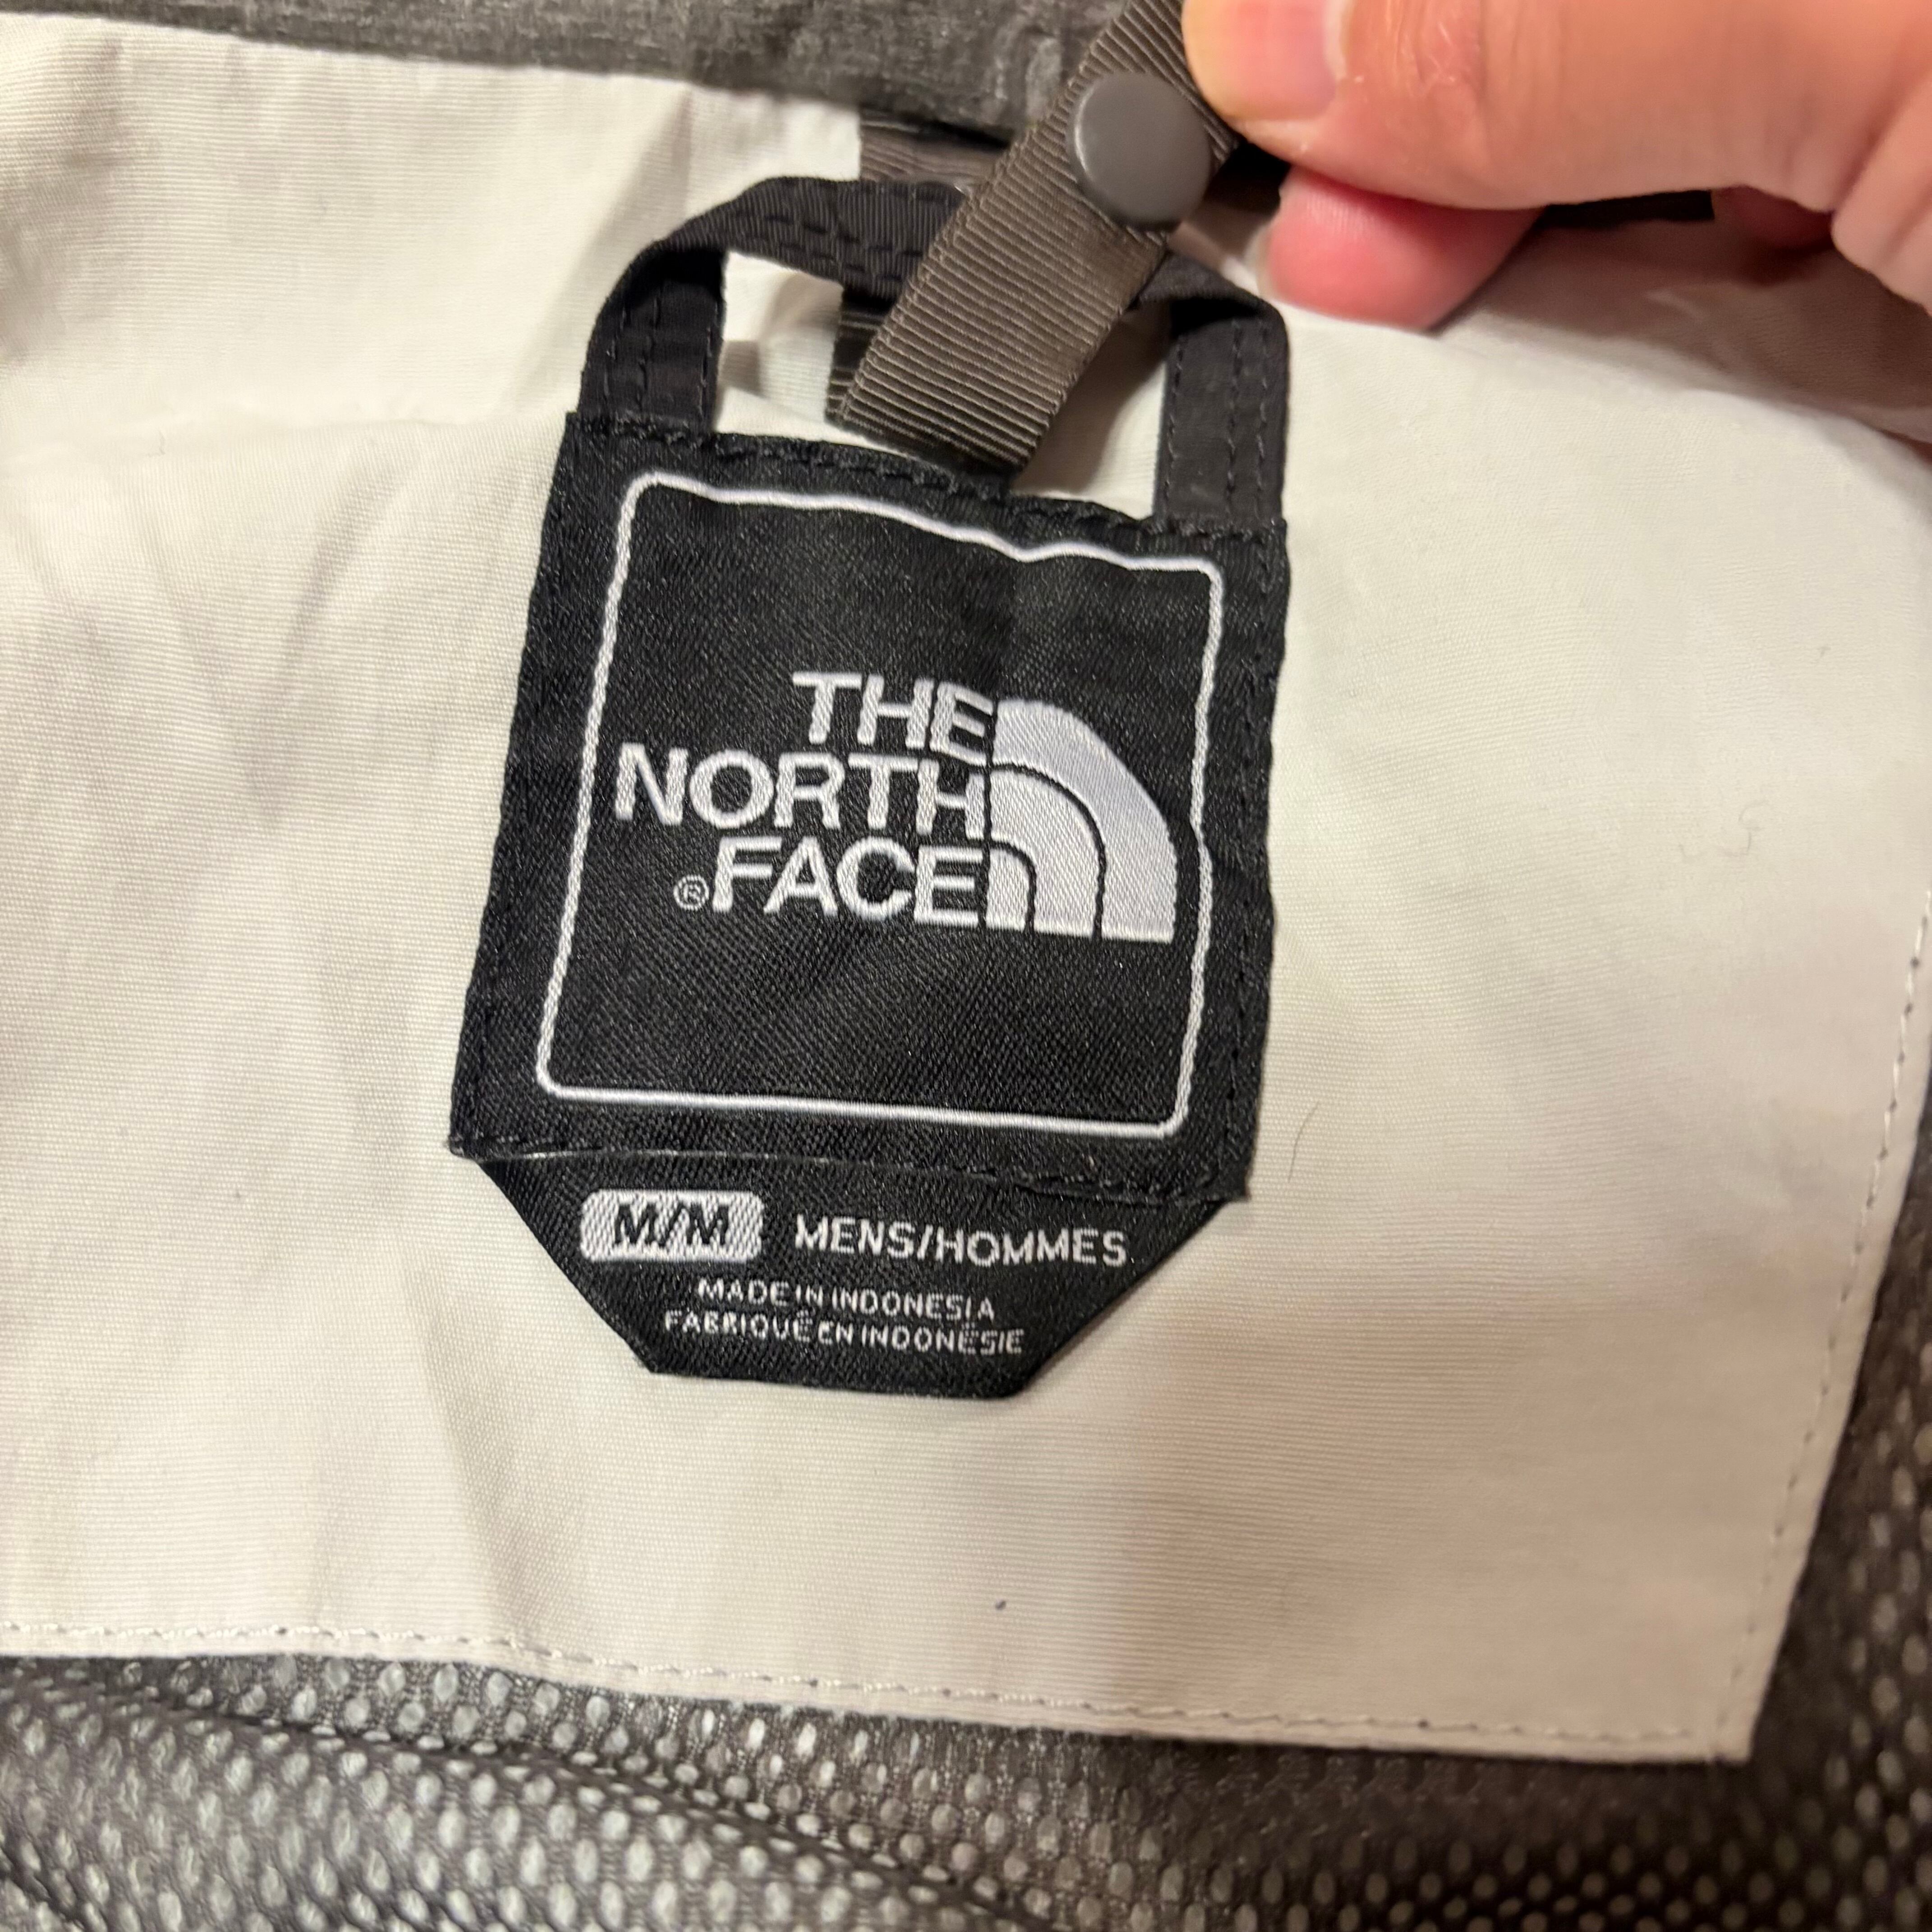 THE
NORTH
®FACE
M/M MENS/HOMMES
MADE IN INDONESIA
FABRIQUÉ EN INDONÉSIE